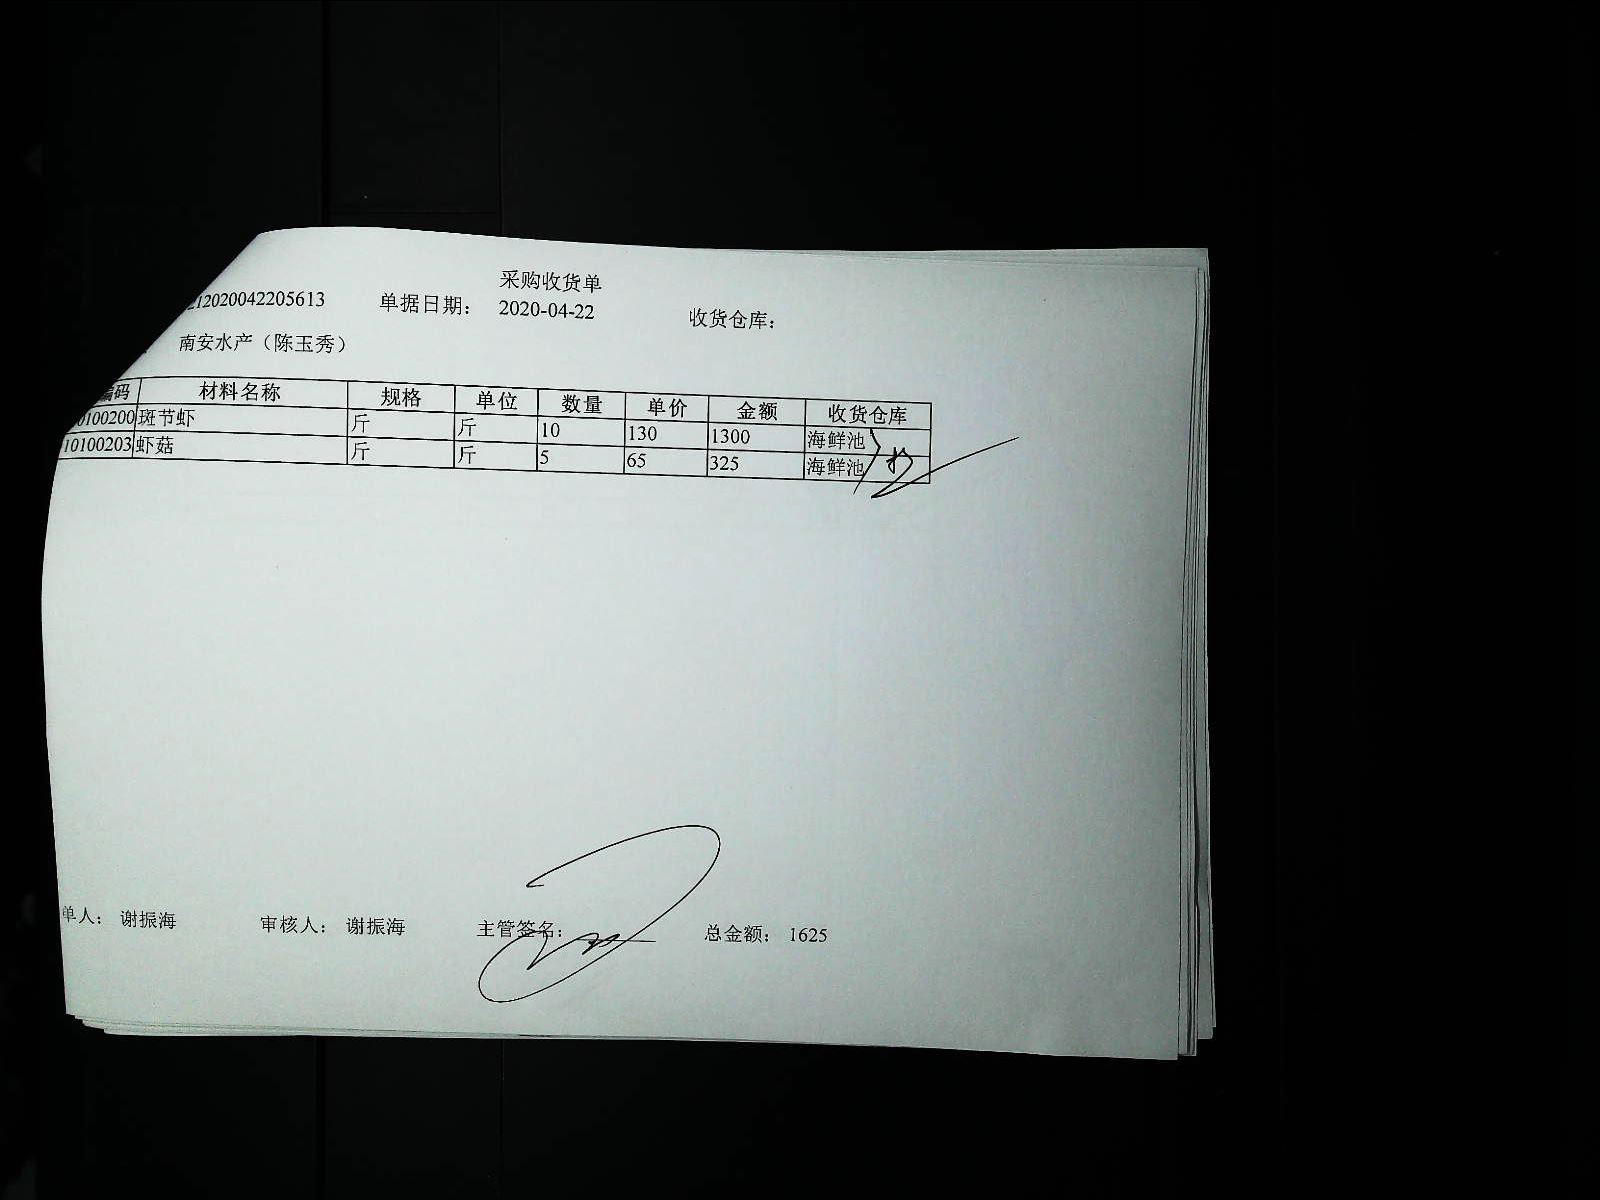 采购收货单
212020042205613 单据日期: 2020-04-22 收货仓库:
南安水产（陈玉秀）
编码 材料名称 规格 单位 数量 单价 金额 收货仓库
0100200 斑节虾 斤 斤 10 130 1300 海鲜池
10100203 虾菇 斤 斤 5 65 325 海鲜池
单人: 谢振海 审核人: 谢振海 主管签名: 总金额: 1625